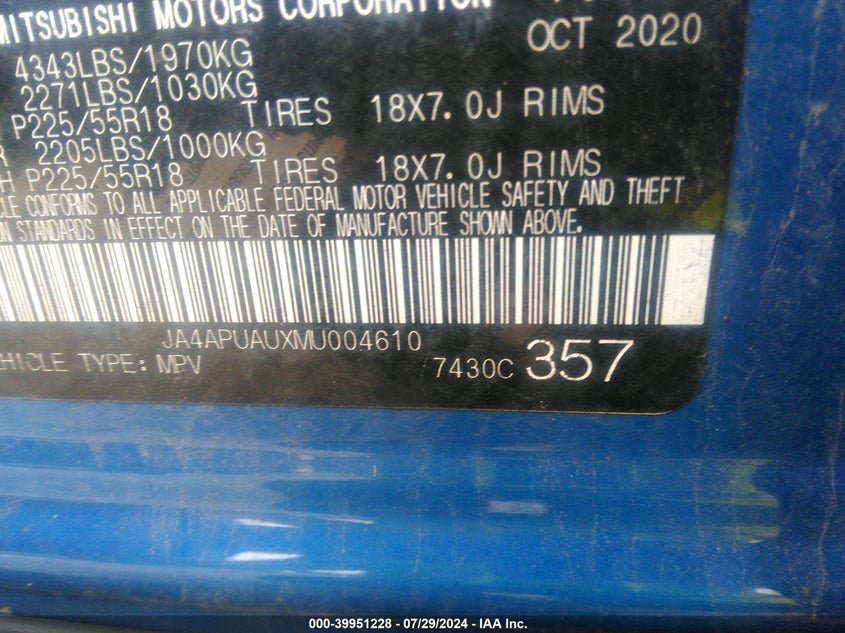 MITSUBISHI MOTORS CORPORATION
OCT 2020
4343LBS/1970KG
2271LBS/1030KG
P225/55R18 TIRES 18X7.0J RIMS
2205LBS/1000KG
P225/55R18 TIRES 18X7.0J RIMS
CONFORMS TO ALL APPLICABLE FEDERAL MOTOR VEHICLE SAFETY AND THEFT
STANDARDS IN EFFECT ON THE DATE OF MANUFACTURE SHOWN ABOVE.
JA4APUAUXMU004610
TYPE: MPV 7430C 357
000-39951228 - 07/29/2024 - IAA Inc.